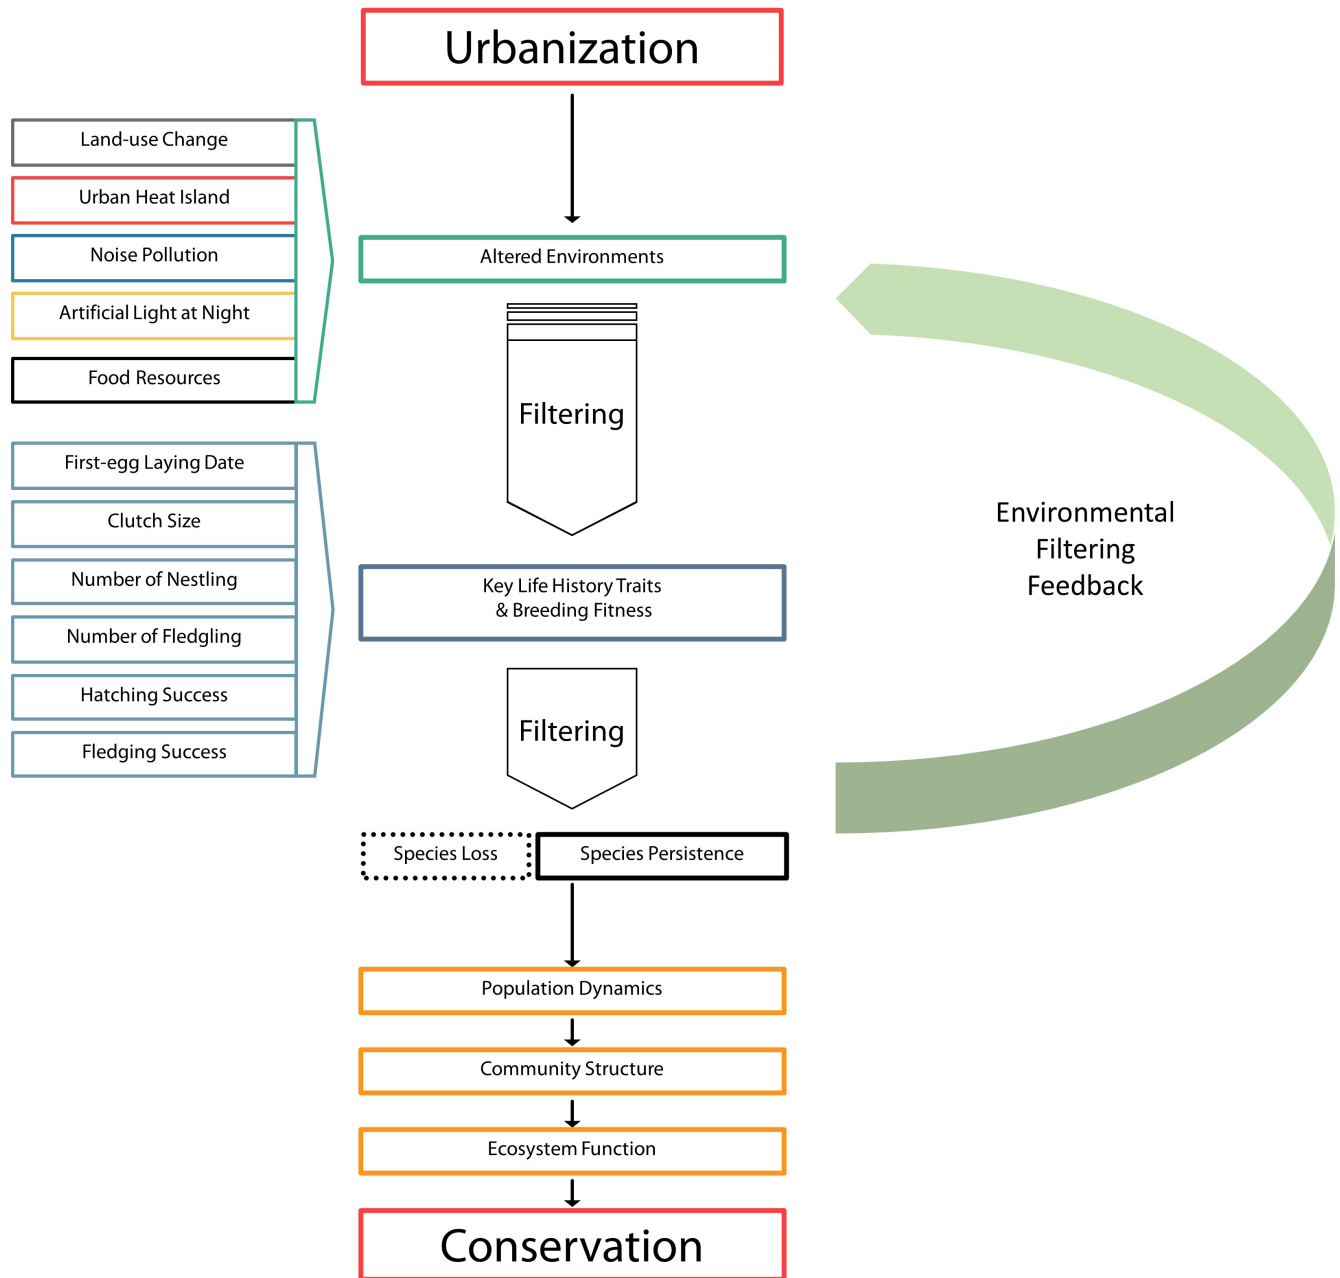 Urbanization
Land-use Change
Urban Heat Island
Noise Pollution
Artificial Light at Night
Food Resources
Altered Environments
Filtering
First-egg Laying Date
Clutch Size
Number of Nestling
Number of Fledgling
Hatching Success
Fledging Success
Key Life History Traits
& Breeding Fitness
Filtering
Environmental
Filtering
Feedback
Species Loss
Species Persistence
Population Dynamics
Community Structure
Ecosystem Function
Conservation